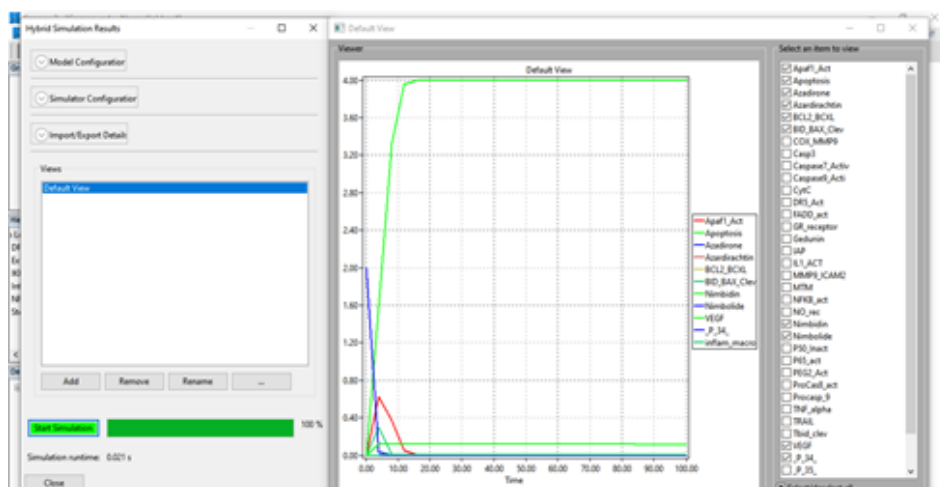 Hybrid Simulation Results
Model Configuration
Simulator Configuration
Import/Export Details
Views
Default View
Add
Remove
Rename
...
Start Simulation
100 %
Simulation runtime: 0.021 s
Close
Default View
Viewer
Default View
4.00
3.60
3.20
2.80
2.40
2.00
1.60
1.20
0.80
0.40
0.00
0.00 10.00 20.00 30.00 40.00 50.00 60.00 70.00 80.00 90.00 100.00
Time
Apaf1_Act
Apoptosis
Azadirone
Azardirachtin
BCL2_BCXL
BID_BAX_Clev
Nimbidin
Nimbolide
VEGF
_P_34_
inflam_macro
Select an item to view
Apaf1_Act
Apoptosis
Azadirone
Azardirachtin
BCL2_BCXL
BID_BAX_Clev
COX_MMP9
Casp3
Caspase7_Activ
Caspase9_Acti
CytC
DR5_Act
FADD_act
GR_receptor
Gedunin
IAP
IL1_ACT
MMP9_ICAM2
MTM
NFKB_act
NO_rec
Nimbidin
Nimbolide
P50_Inact
P65_act
PEG2_Act
ProCas8_act
Procasp_9
TNF_alpha
TRAIL
Tbid_clev
VEGF
_P_34_
_P_35_